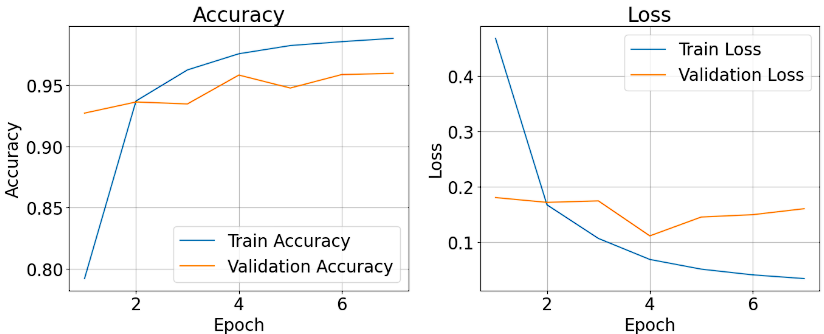 Accuracy
Accuracy
0.95
0.90
0.85
0.80
Train Accuracy
Validation Accuracy
2
4
6
Epoch
Loss
Loss
0.4
0.3
0.2
0.1
Train Loss
Validation Loss
2
4
6
Epoch